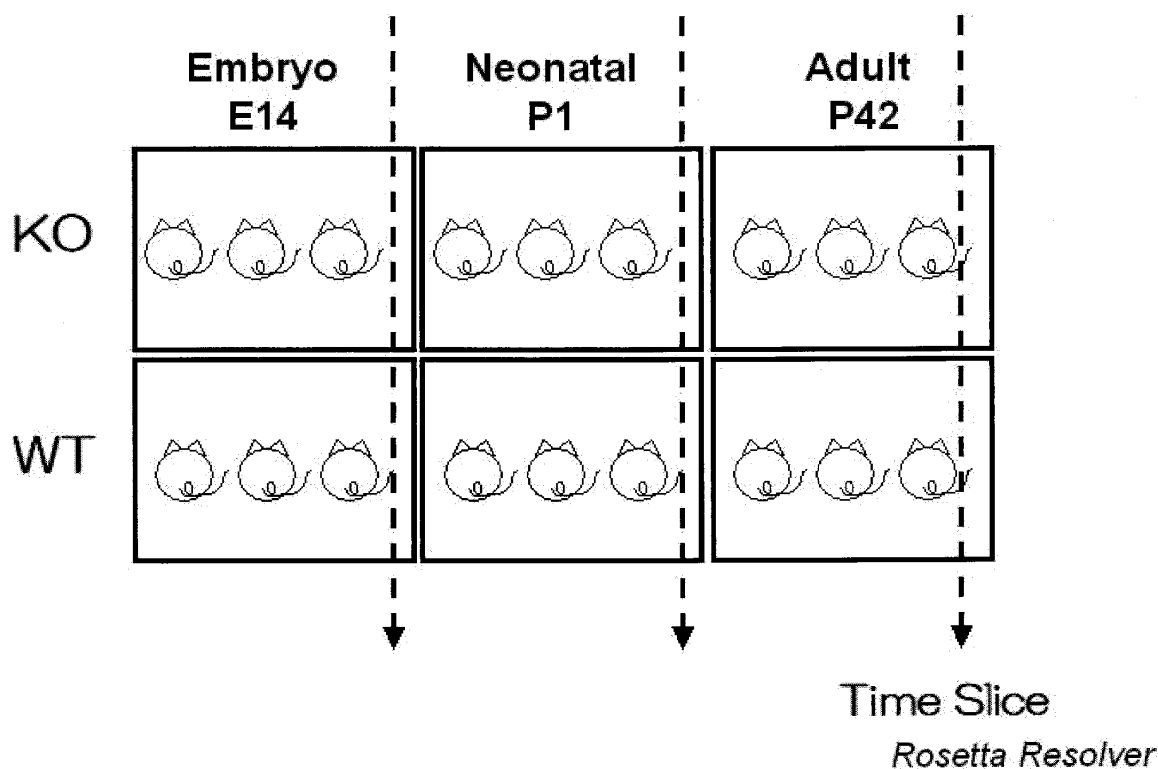 Embryo
E14
Neonatal
P1
Adult
P42
KO
WT
Time Slice
Rosetta Resolver